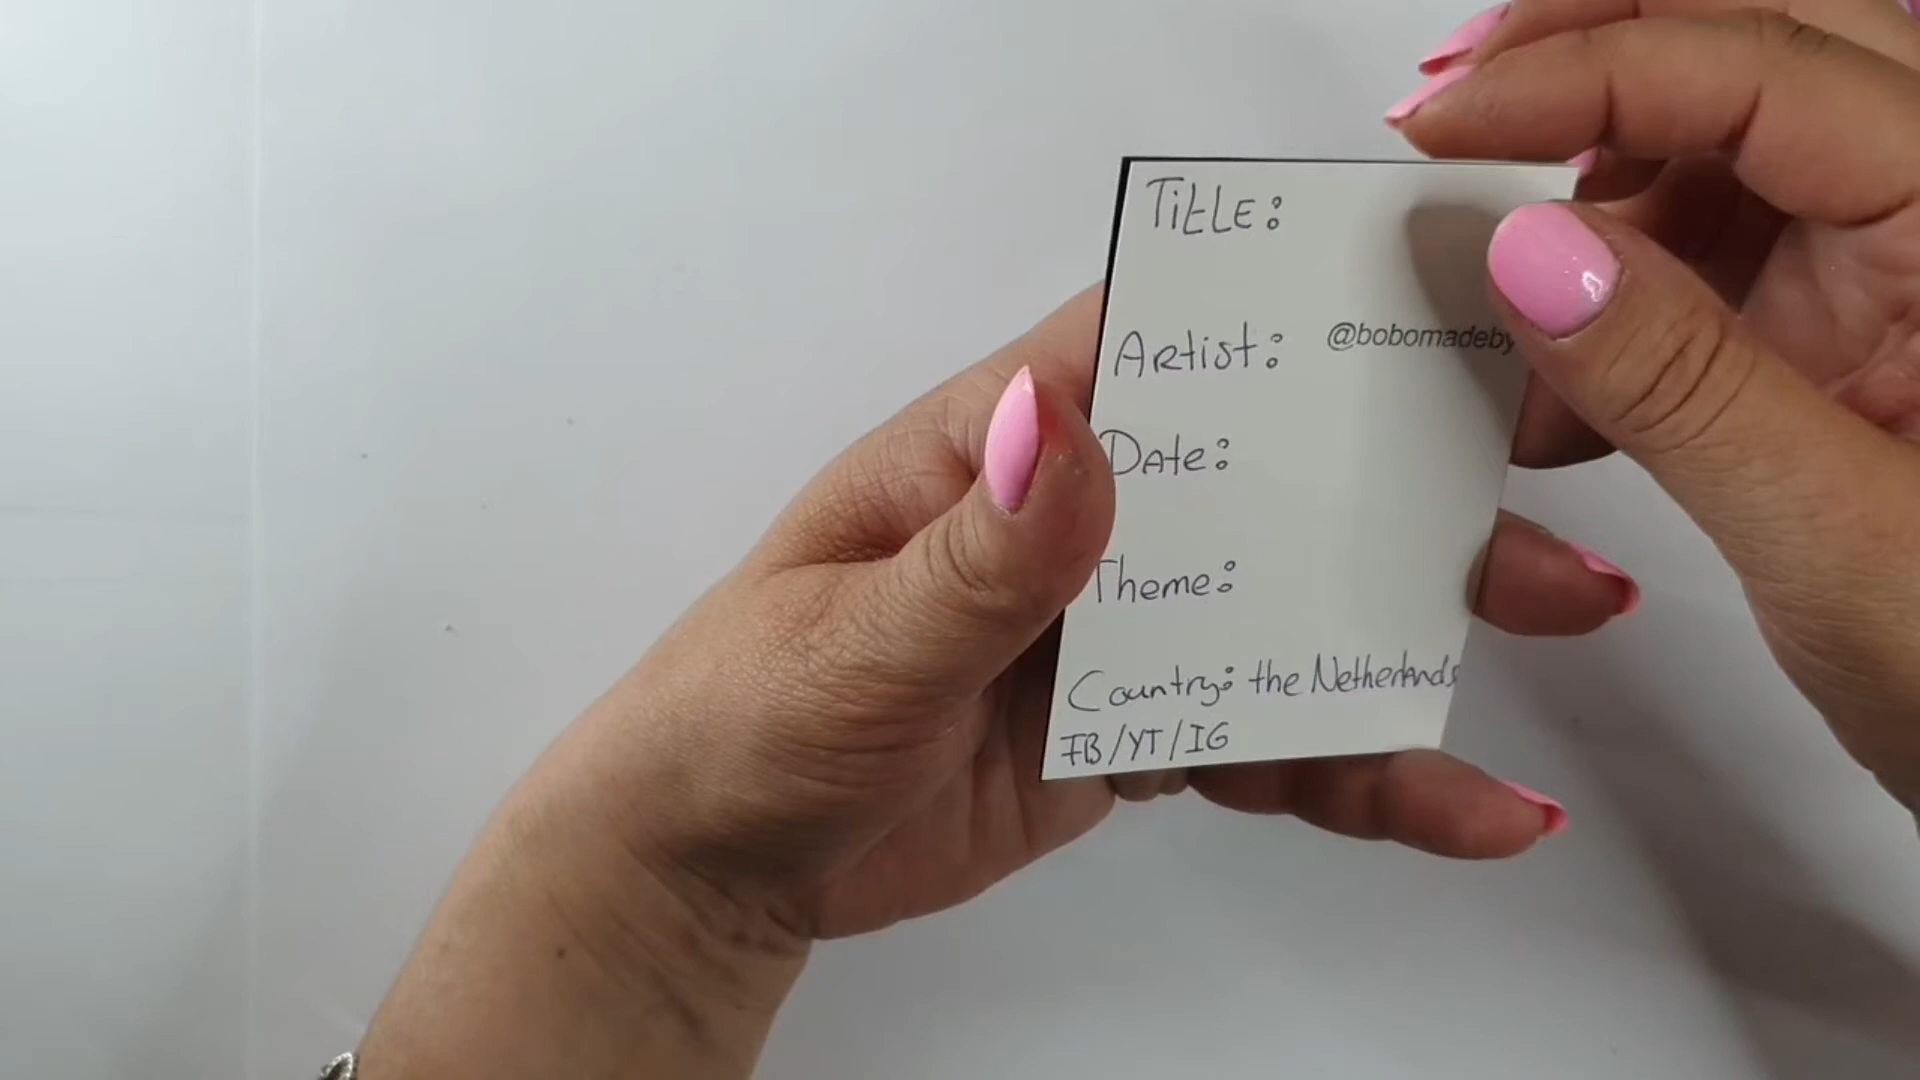 Title:
Artist: @bobomadeby
Date:
Theme:
Country: the Netherlands
FB/YT/IG